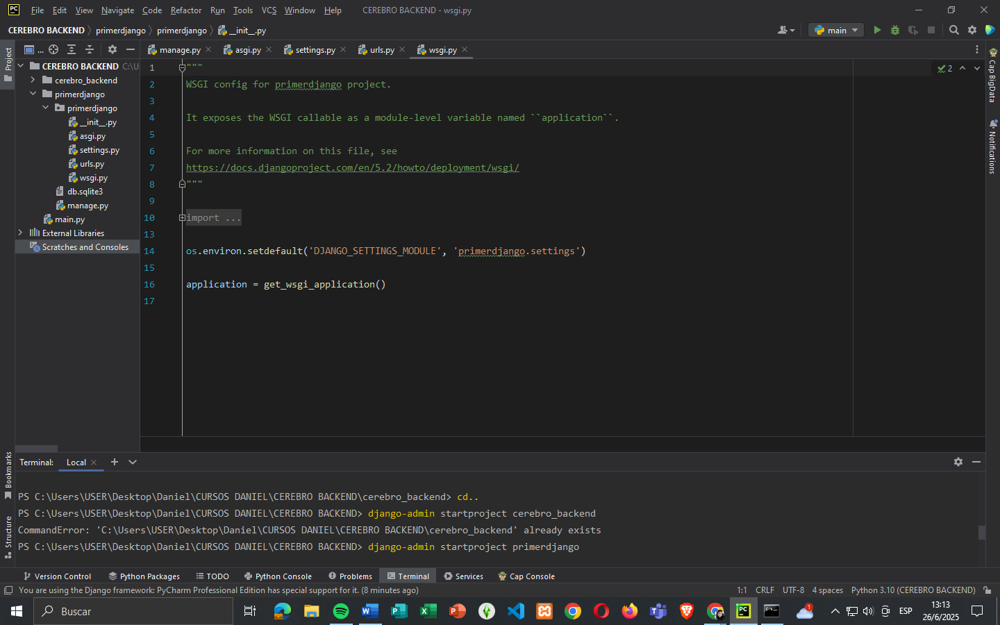 PC File Edit View Navigate Code Refactor Run Tools VCS Window Help CEREBRO BACKEND - wsgi.py
CEREBRO BACKEND primerdjango primerdjango __init__.py main
Project ... manage.py asgi.py settings.py urls.py wsgi.py
CEREBRO BACKEND C:\U
cerebro_backend
primerdjango
primerdjango
__init__.py
asgi.py
settings.py
urls.py
wsgi.py
db.sqlite3
manage.py
main.py
External Libraries
Scratches and Consoles
1 """
2 WSGI config for primerdjango project.
3
4 It exposes the WSGI callable as a module-level variable named ``application``.
5
6 For more information on this file, see
7 https://docs.djangoproject.com/en/5.2/howto/deployment/wsgi/
8 """
9
10 import ...
13
14 os.environ.setdefault('DJANGO_SETTINGS_MODULE', 'primerdjango.settings')
15
16 application = get_wsgi_application()
17
2
Cap BigData
Notifications
Bookmarks
Structure
Terminal: Local
PS C:\Users\USER\Desktop\Daniel\CURSOS DANIEL\CEREBRO BACKEND\cerebro_backend> cd..
PS C:\Users\USER\Desktop\Daniel\CURSOS DANIEL\CEREBRO BACKEND> django-admin startproject cerebro_backend
CommandError: 'C:\Users\USER\Desktop\Daniel\CURSOS DANIEL\CEREBRO BACKEND\cerebro_backend' already exists
PS C:\Users\USER\Desktop\Daniel\CURSOS DANIEL\CEREBRO BACKEND> django-admin startproject primerdjango
Version Control Python Packages TODO Python Console Problems Terminal Services Cap Console
You are using the Django framework: PyCharm Professional Edition has special support for it. (8 minutes ago) 1:1 CRLF UTF-8 4 spaces Python 3.10 (CEREBRO BACKEND)
Buscar 1 ESP 13:13
26/6/2025